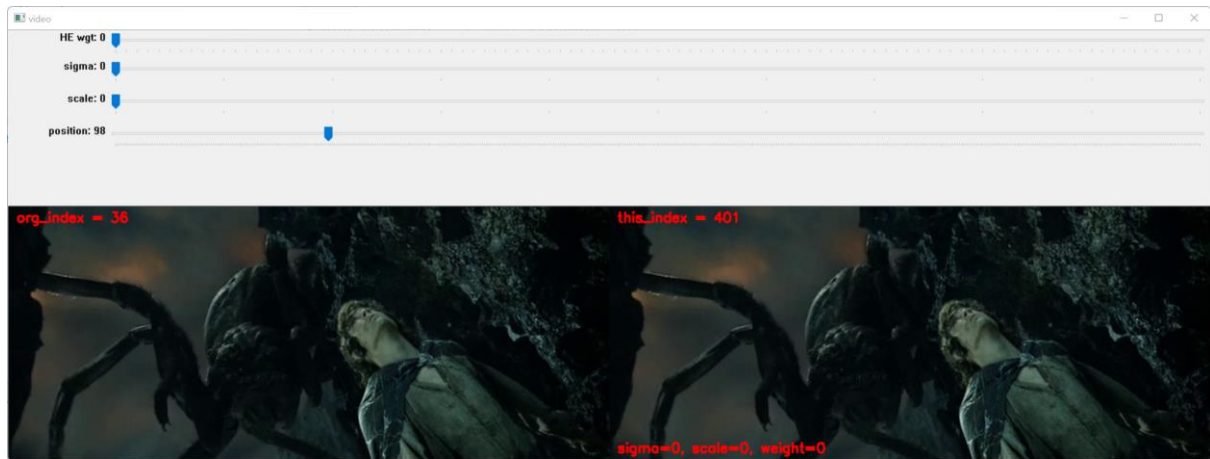 video
HE wgt: 0
sigma: 0
scale: 0
position: 98
org_index = 36
this_index = 401
sigma=0, scale=0, weight=0